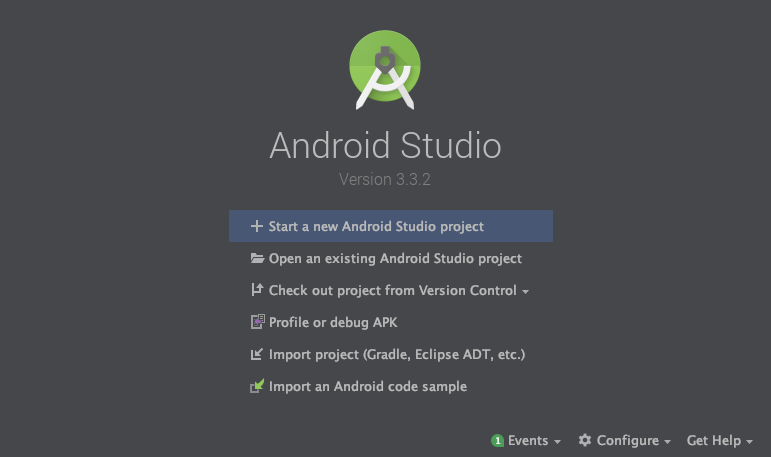 Android Studio
Version 3.3.2
Start a new Android Studio project
Open an existing Android Studio project
Check out project from Version Control
Profile or debug APK
Import project (Gradle, Eclipse ADT, etc.)
Import an Android code sample
1 Events Configure Get Help